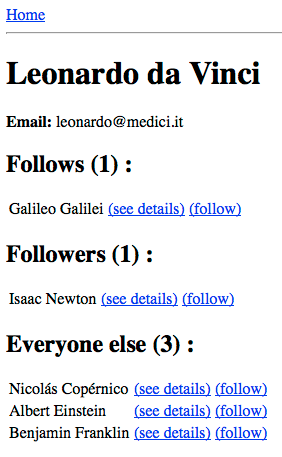 Home
Leonardo da Vinci
Email: leonardo@medici.it
Follows (1) :
Galileo Galilei (see details) (follow)
Followers (1) :
Isaac Newton (see details) (follow)
Everyone else (3) :
Nicolás Copérnico (see details) (follow)
Albert Einstein (see details) (follow)
Benjamin Franklin (see details) (follow)